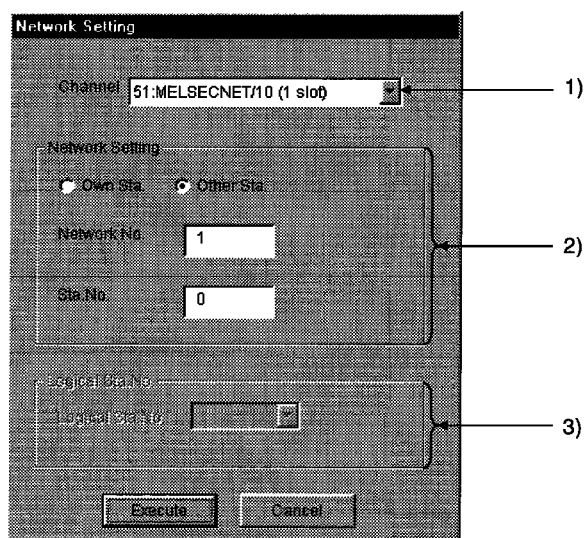 Network Setting
Channel 51:MELSECNET/10 (1 slot)
1)
Network Setting
Own Sta. Other Sta.
Network No. 1
2)
Sta.No. 0
Logical Sta.No.
Logical Sta.No.
3)
Execute Cancel